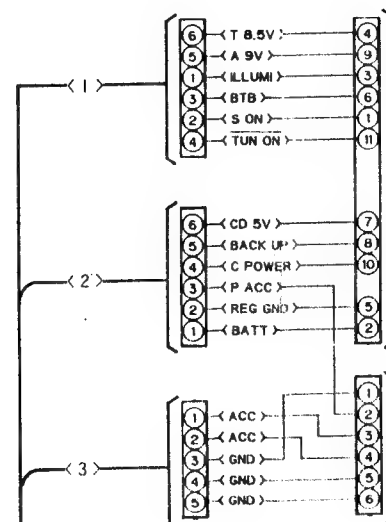 6 T 8.5V 4
5 A 9V 9
1 ILLUMI 3
1 3 BTB 6
2 S ON 1
4 TUN ON 11
6 CD 5V 7
5 BACK UP 8
2 4 C POWER 10
3 P ACC
2 REG GND 5
1 BATT 2
1
1 ACC 2
2 ACC 3
3 3 GND 4
4 GND 5
5 GND 6